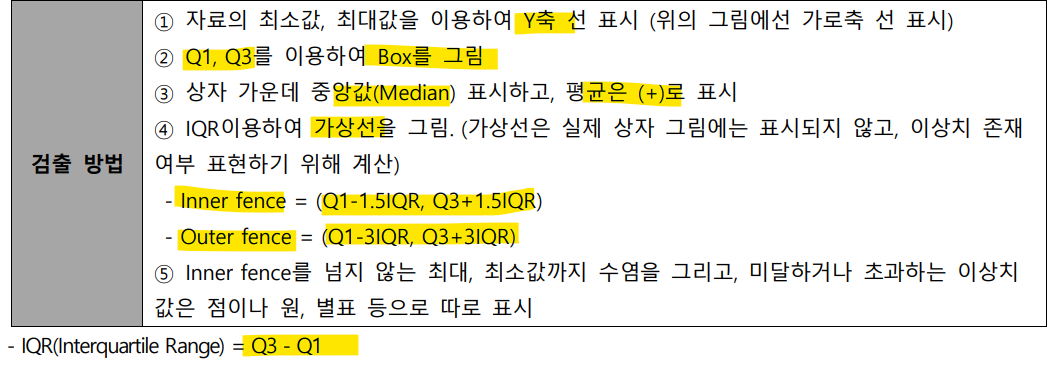 ① 자료의 최소값, 최대값을 이용하여 Y축 선 표시 (위의 그림에선 가로축 선 표시)
② Q1, Q3를 이용하여 Box를 그림
③ 상자 가운데 중앙값(Median) 표시하고, 평균은 (+)로 표시
④ IQR이용하여 가상선을 그림. (가상선은 실제 상자 그림에는 표시되지 않고, 이상치 존재
여부 표현하기 위해 계산)
검출 방법
- Inner fence = (Q1-1.5IQR, Q3+1.5IQR)
- Outer fence = (Q1-3IQR, Q3+3IQR)
⑤ Inner fence를 넘지 않는 최대, 최소값까지 수염을 그리고, 미달하거나 초과하는 이상치
값은 점이나 원, 별표 등으로 따로 표시
- IQR(Interquartile Range) = Q3 - Q1